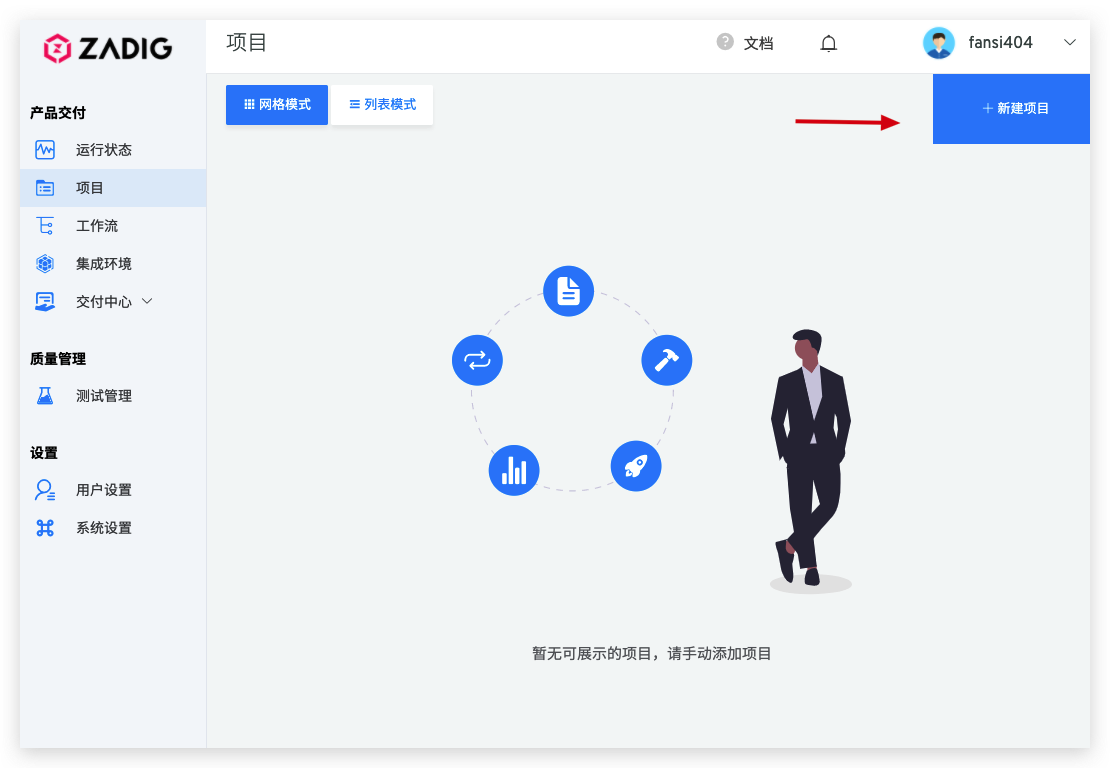 ZADIG
项目
文档
fansi404
产品交付
运行状态
项目
工作流
集成环境
交付中心
质量管理
测试管理
设置
用户设置
系统设置
网格模式
列表模式
+ 新建项目
暂无可展示的项目，请手动添加项目